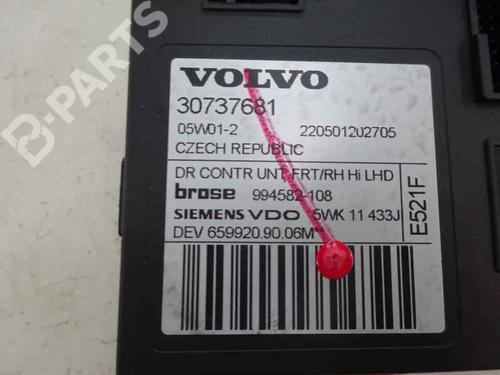 VOLVO
30737681
05W01-2 220501202705
CZECH REPUBLIC
DR CONTR UNT, FRT/RH Hi LHD
brose 994582-108
SIEMENS VDO 5WK 11 433J
DEV 659920.90.06M**
E521F
B PARTS